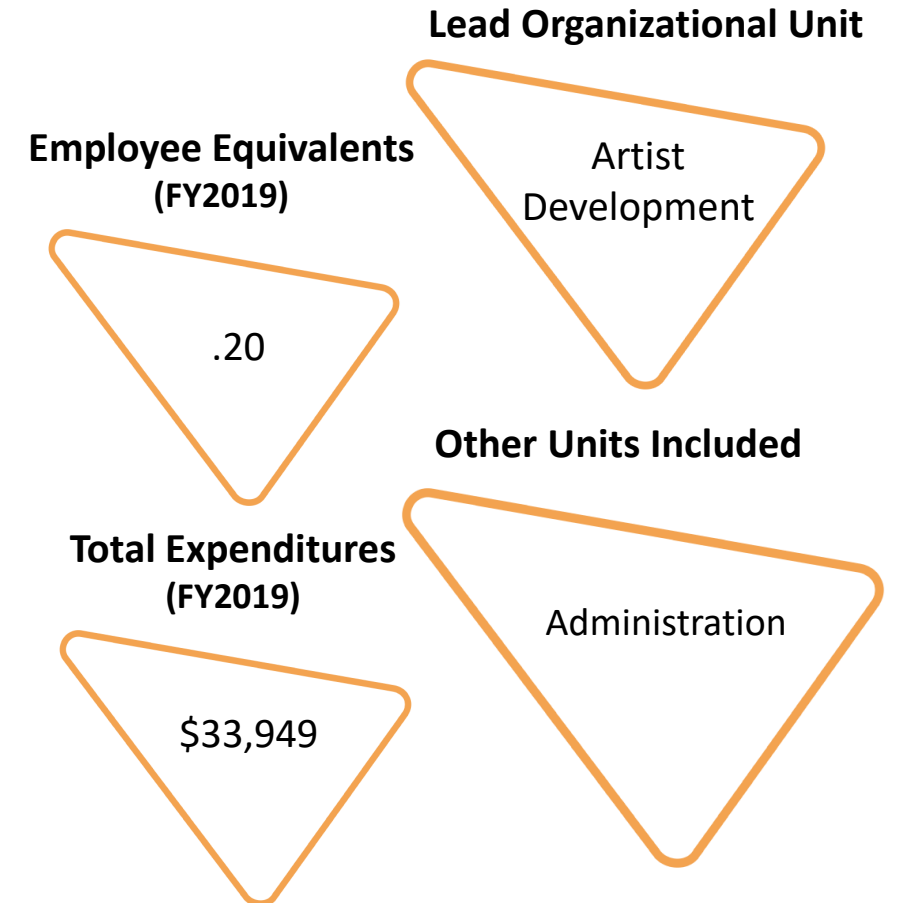 Lead Organizational Unit
Artist
Development
Employee Equivalents
(FY2019)
.20
Other Units Included
Administration
Total Expenditures
(FY2019)
$33,949